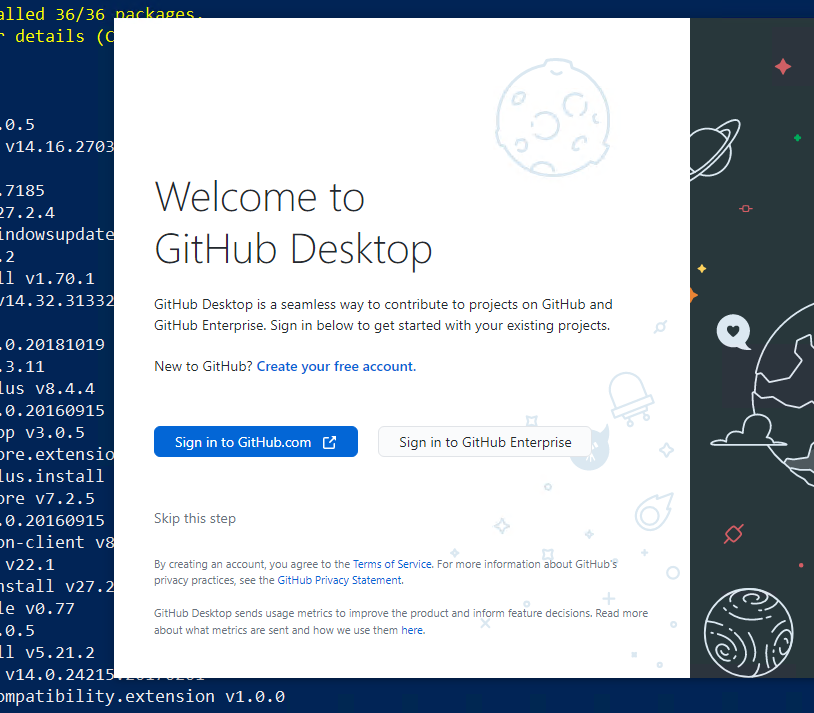 alled 36/36 packages.
r details (C
.0.5
v14.16.2703
.7185
27.2.4
indowsupdate
.2
ll v1.70.1
v14.32.31332
.0.20181019
.3.11
lus v8.4.4
.0.20160915
op v3.0.5
ore.extensio
lus.install
ore v7.2.5
.0.20160915
on-client v8
v22.1
nstall v27.2
le v0.77
.0.5
ll v5.21.2
v14.0.24215.20170201
ompatibility.extension v1.0.0
Welcome to
GitHub Desktop
GitHub Desktop is a seamless way to contribute to projects on GitHub and
GitHub Enterprise. Sign in below to get started with your existing projects.
New to GitHub? Create your free account.
Sign in to GitHub.com
Sign in to GitHub Enterprise
Skip this step
By creating an account, you agree to the Terms of Service. For more information about GitHub's
privacy practices, see the GitHub Privacy Statement.
GitHub Desktop sends usage metrics to improve the product and inform feature decisions. Read more
about what metrics are sent and how we use them here.